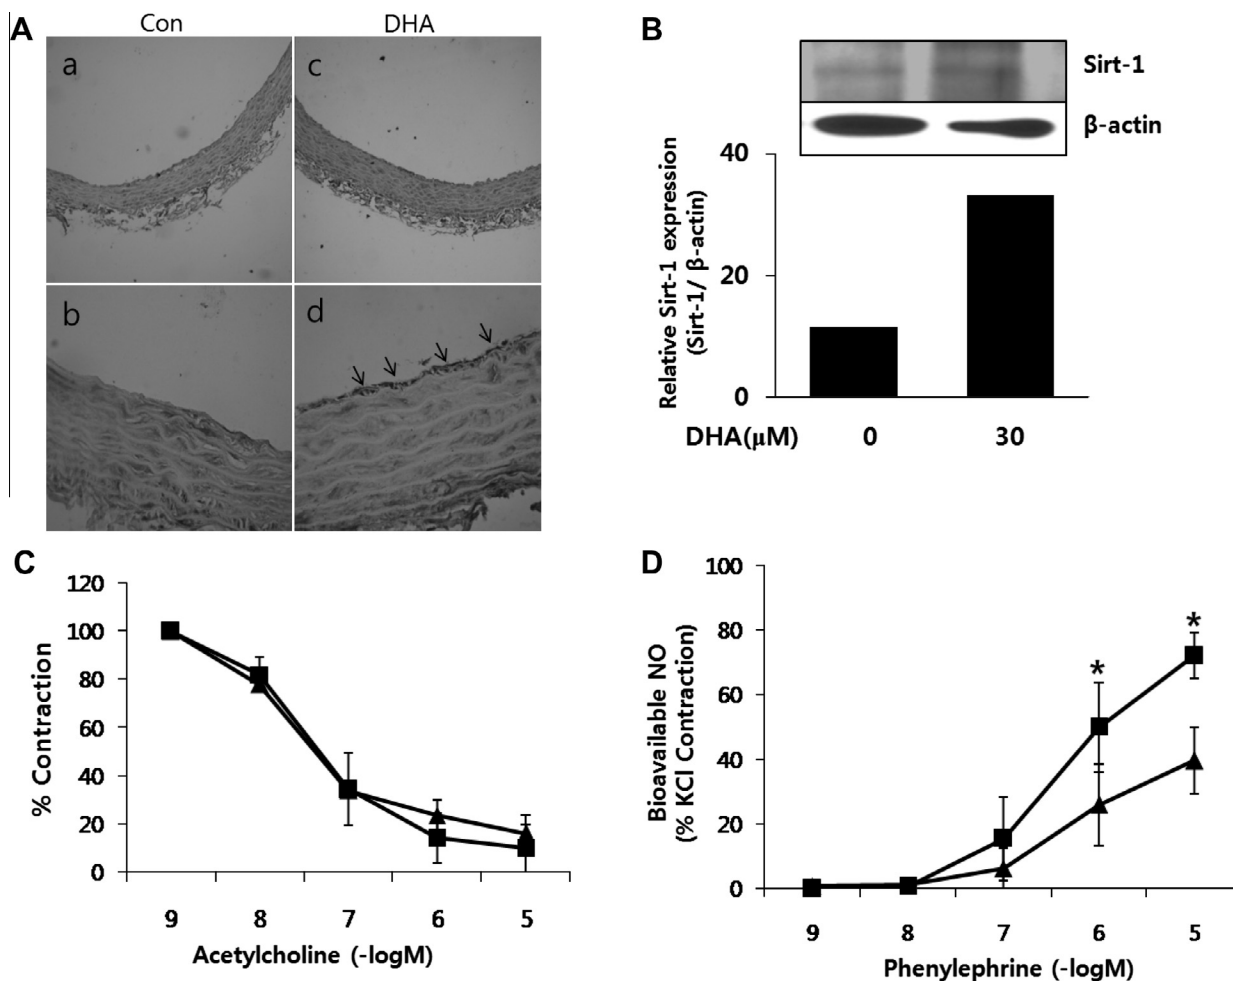 A
Con
DHA
a
c
b
d
B
Sirt-1
β-actin
Relative Sirt-1 expression
(Sirt-1/ β-actin)
40
20
0
DHA(μM)
0
30
C
% Contraction
120
100
80
60
40
20
0
9
8
7
6
5
Acetylcholine (-logM)
D
Bioavailable NO
(% KCl Contraction)
100
80
60
40
20
0
*
*
9
8
7
6
5
Phenylephrine (-logM)